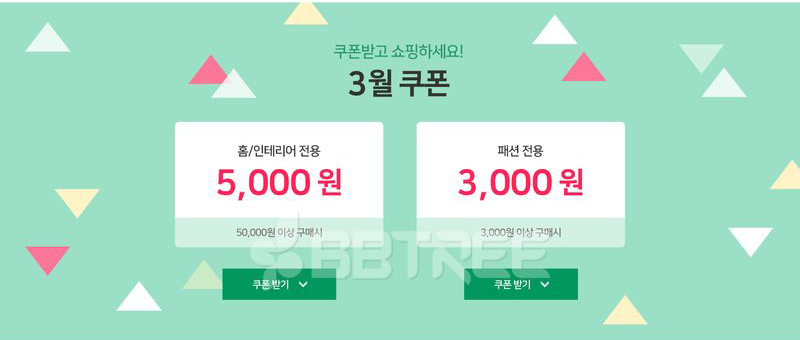 쿠폰받고 쇼핑하세요!
3월 쿠폰
홈/인테리어 전용
5,000 원
50,000원 이상 구매시
쿠폰 받기
패션 전용
3,000 원
3,000원 이상 구매시
쿠폰 받기
BBTREE